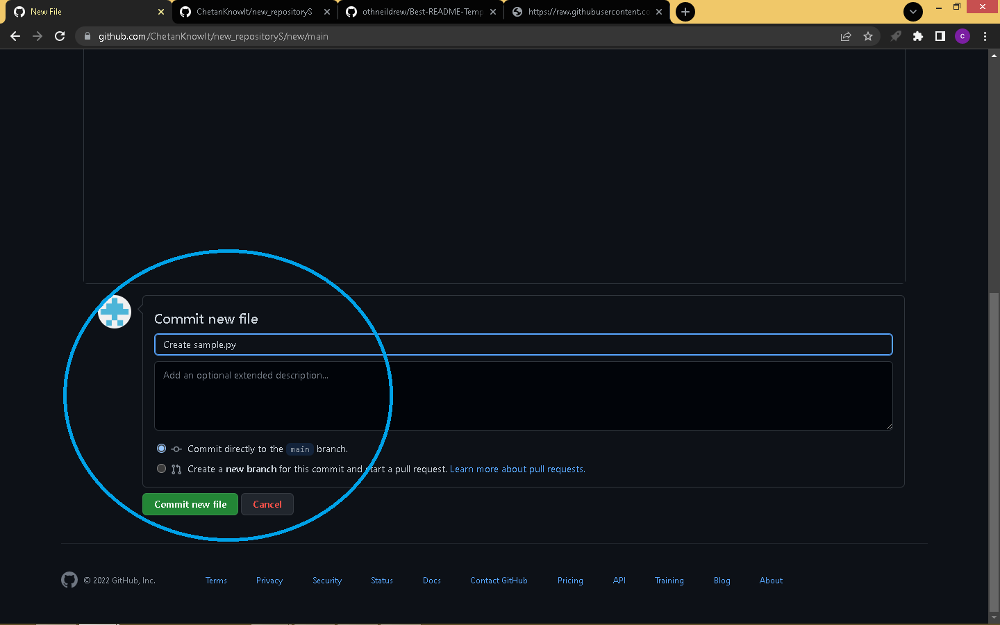 New File
ChetanKnowIt/new_repositoryS
othneildrew/Best-README-Temp
https://raw.githubusercontent.co
github.com/ChetanKnowIt/new_repositoryS/new/main
c
Commit new file
Create sample.py
Add an optional extended description...
Commit directly to the main branch.
Create a new branch for this commit and start a pull request. Learn more about pull requests.
Commit new file Cancel
© 2022 GitHub, Inc. Terms Privacy Security Status Docs Contact GitHub Pricing API Training Blog About